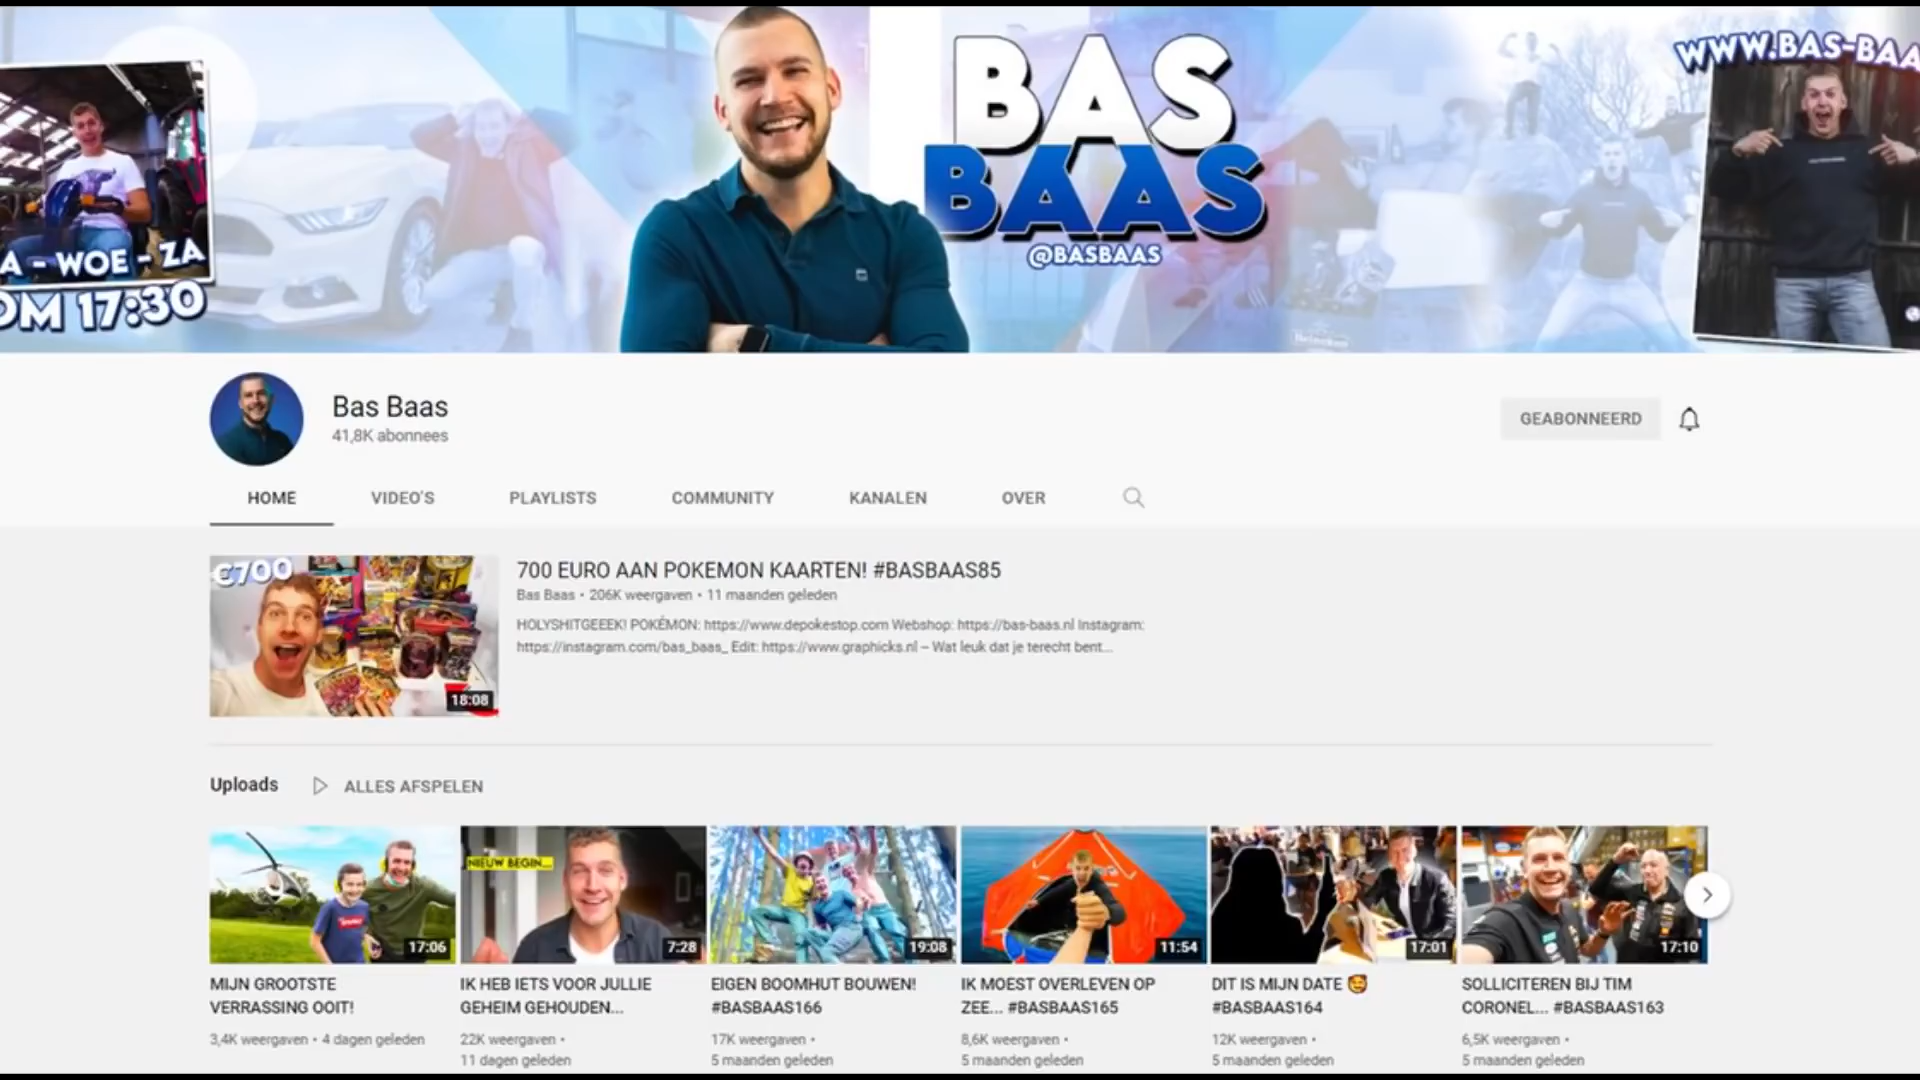 BAS
BAAS
@BASBAAS
WWW.BAS-BAA
A - WOE - ZA
OM 17:30
Heineken
Bas Baas
41,8K abonnees
GEABONNEERD
HOME VIDEO'S PLAYLISTS COMMUNITY KANALEN OVER
€700
18:08
700 EURO AAN POKEMON KAARTEN! #BASBAAS85
Bas Baas • 206K weergaven • 11 maanden geleden
HOLYSHITGEEEK! POKÉMON: https://www.depokestop.com Webshop: https://bas-baas.nl Instagram:
https://instagram.com/bas_baas_ Edit: https://www.graphicks.nl – Wat leuk dat je terecht bent...
Uploads ALLES AFSPELEN
17:06
MIJN GROOTSTE
VERRASSING OOIT!
3,4K weergaven • 4 dagen geleden
NIEUW BEGIN...
7:28
IK HEB IETS VOOR JULLIE
GEHEIM GEHOUDEN...
22K weergaven •
11 dagen geleden
19:08
EIGEN BOOMHUT BOUWEN!
#BASBAAS166
17K weergaven •
5 maanden geleden
11:54
IK MOEST OVERLEVEN OP
ZEE... #BASBAAS165
8,6K weergaven •
5 maanden geleden
17:01
DIT IS MIJN DATE 🥰
#BASBAAS164
12K weergaven •
5 maanden geleden
17:10
SOLLICITEREN BIJ TIM
CORONEL... #BASBAAS163
6,5K weergaven •
5 maanden geleden